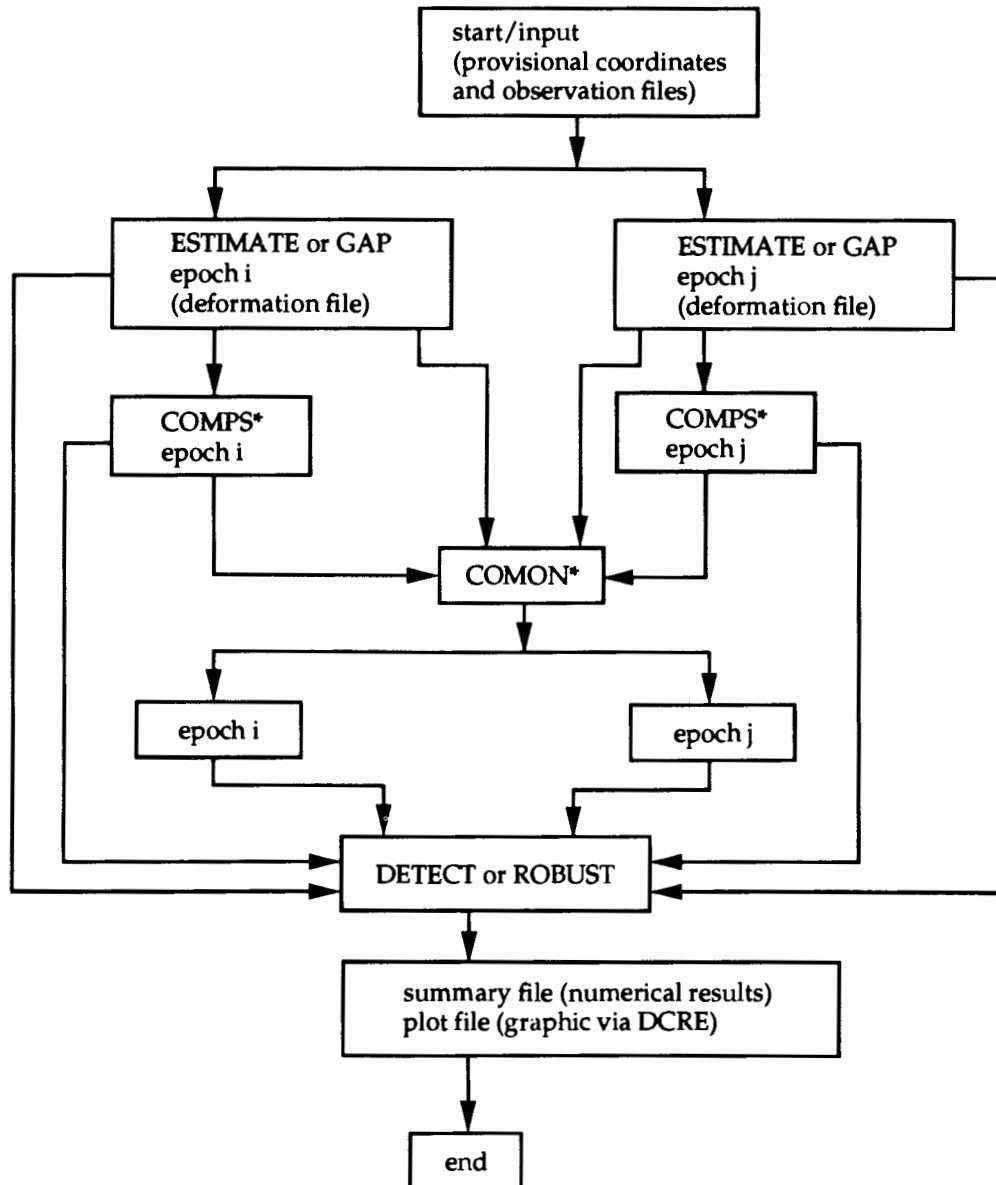 start/input
(provisional coordinates
and observation files)
ESTIMATE or GAP
epoch i
(deformation file)
ESTIMATE or GAP
epoch j
(deformation file)
COMPS*
epoch i
COMPS*
epoch j
COMON*
epoch i
epoch j
DETECT or ROBUST
summary file (numerical results)
plot file (graphic via DCRE)
end